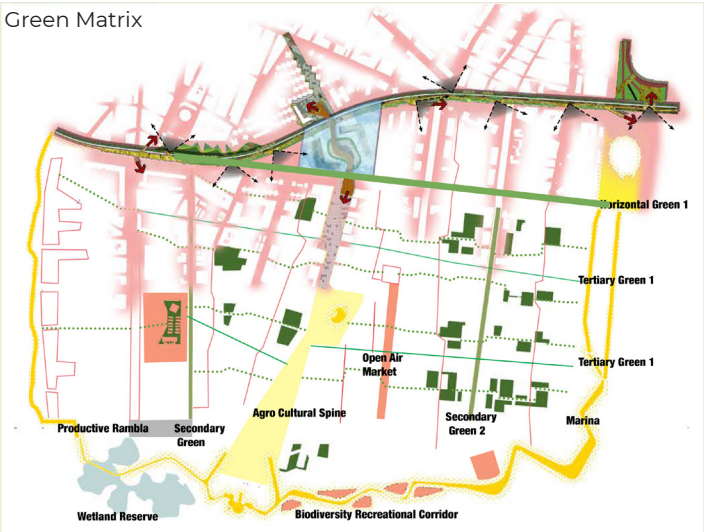 Green Matrix
Horizontal Green 1
Tertiary Green 1
Open Air
Market
Tertiary Green 1
Agro Cultural Spine
Secondary
Green 2
Marina
Productive Rambla
Secondary
Green
Wetland Reserve
Biodiversity Recreational Corridor